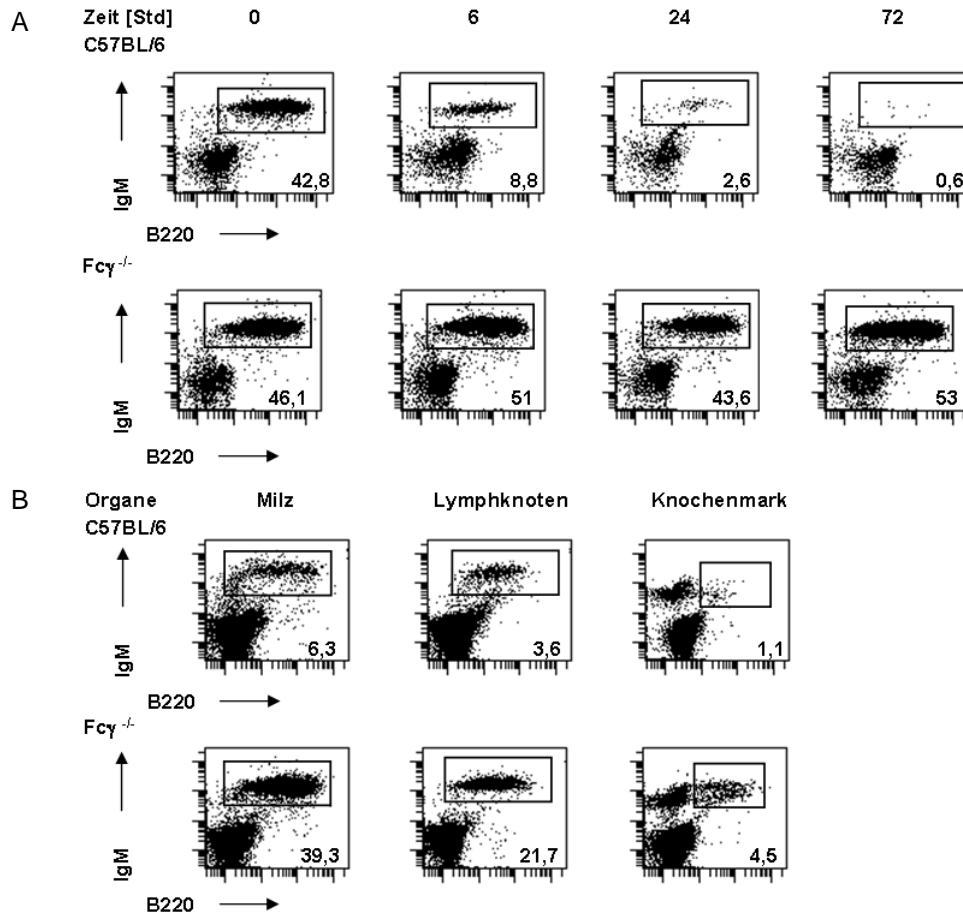 A
Zeit [Std] 0 6 24 72
C57BL/6
IgM
42,8 8,8 2,6 0,6
B220
Fcγ -/-
IgM
46,1 51 43,6 53
B220
B
Organe Milz Lymphknoten Knochenmark
C57BL/6
IgM
6,3 3,6 1,1
B220
Fcγ -/-
IgM
39,3 21,7 4,5
B220